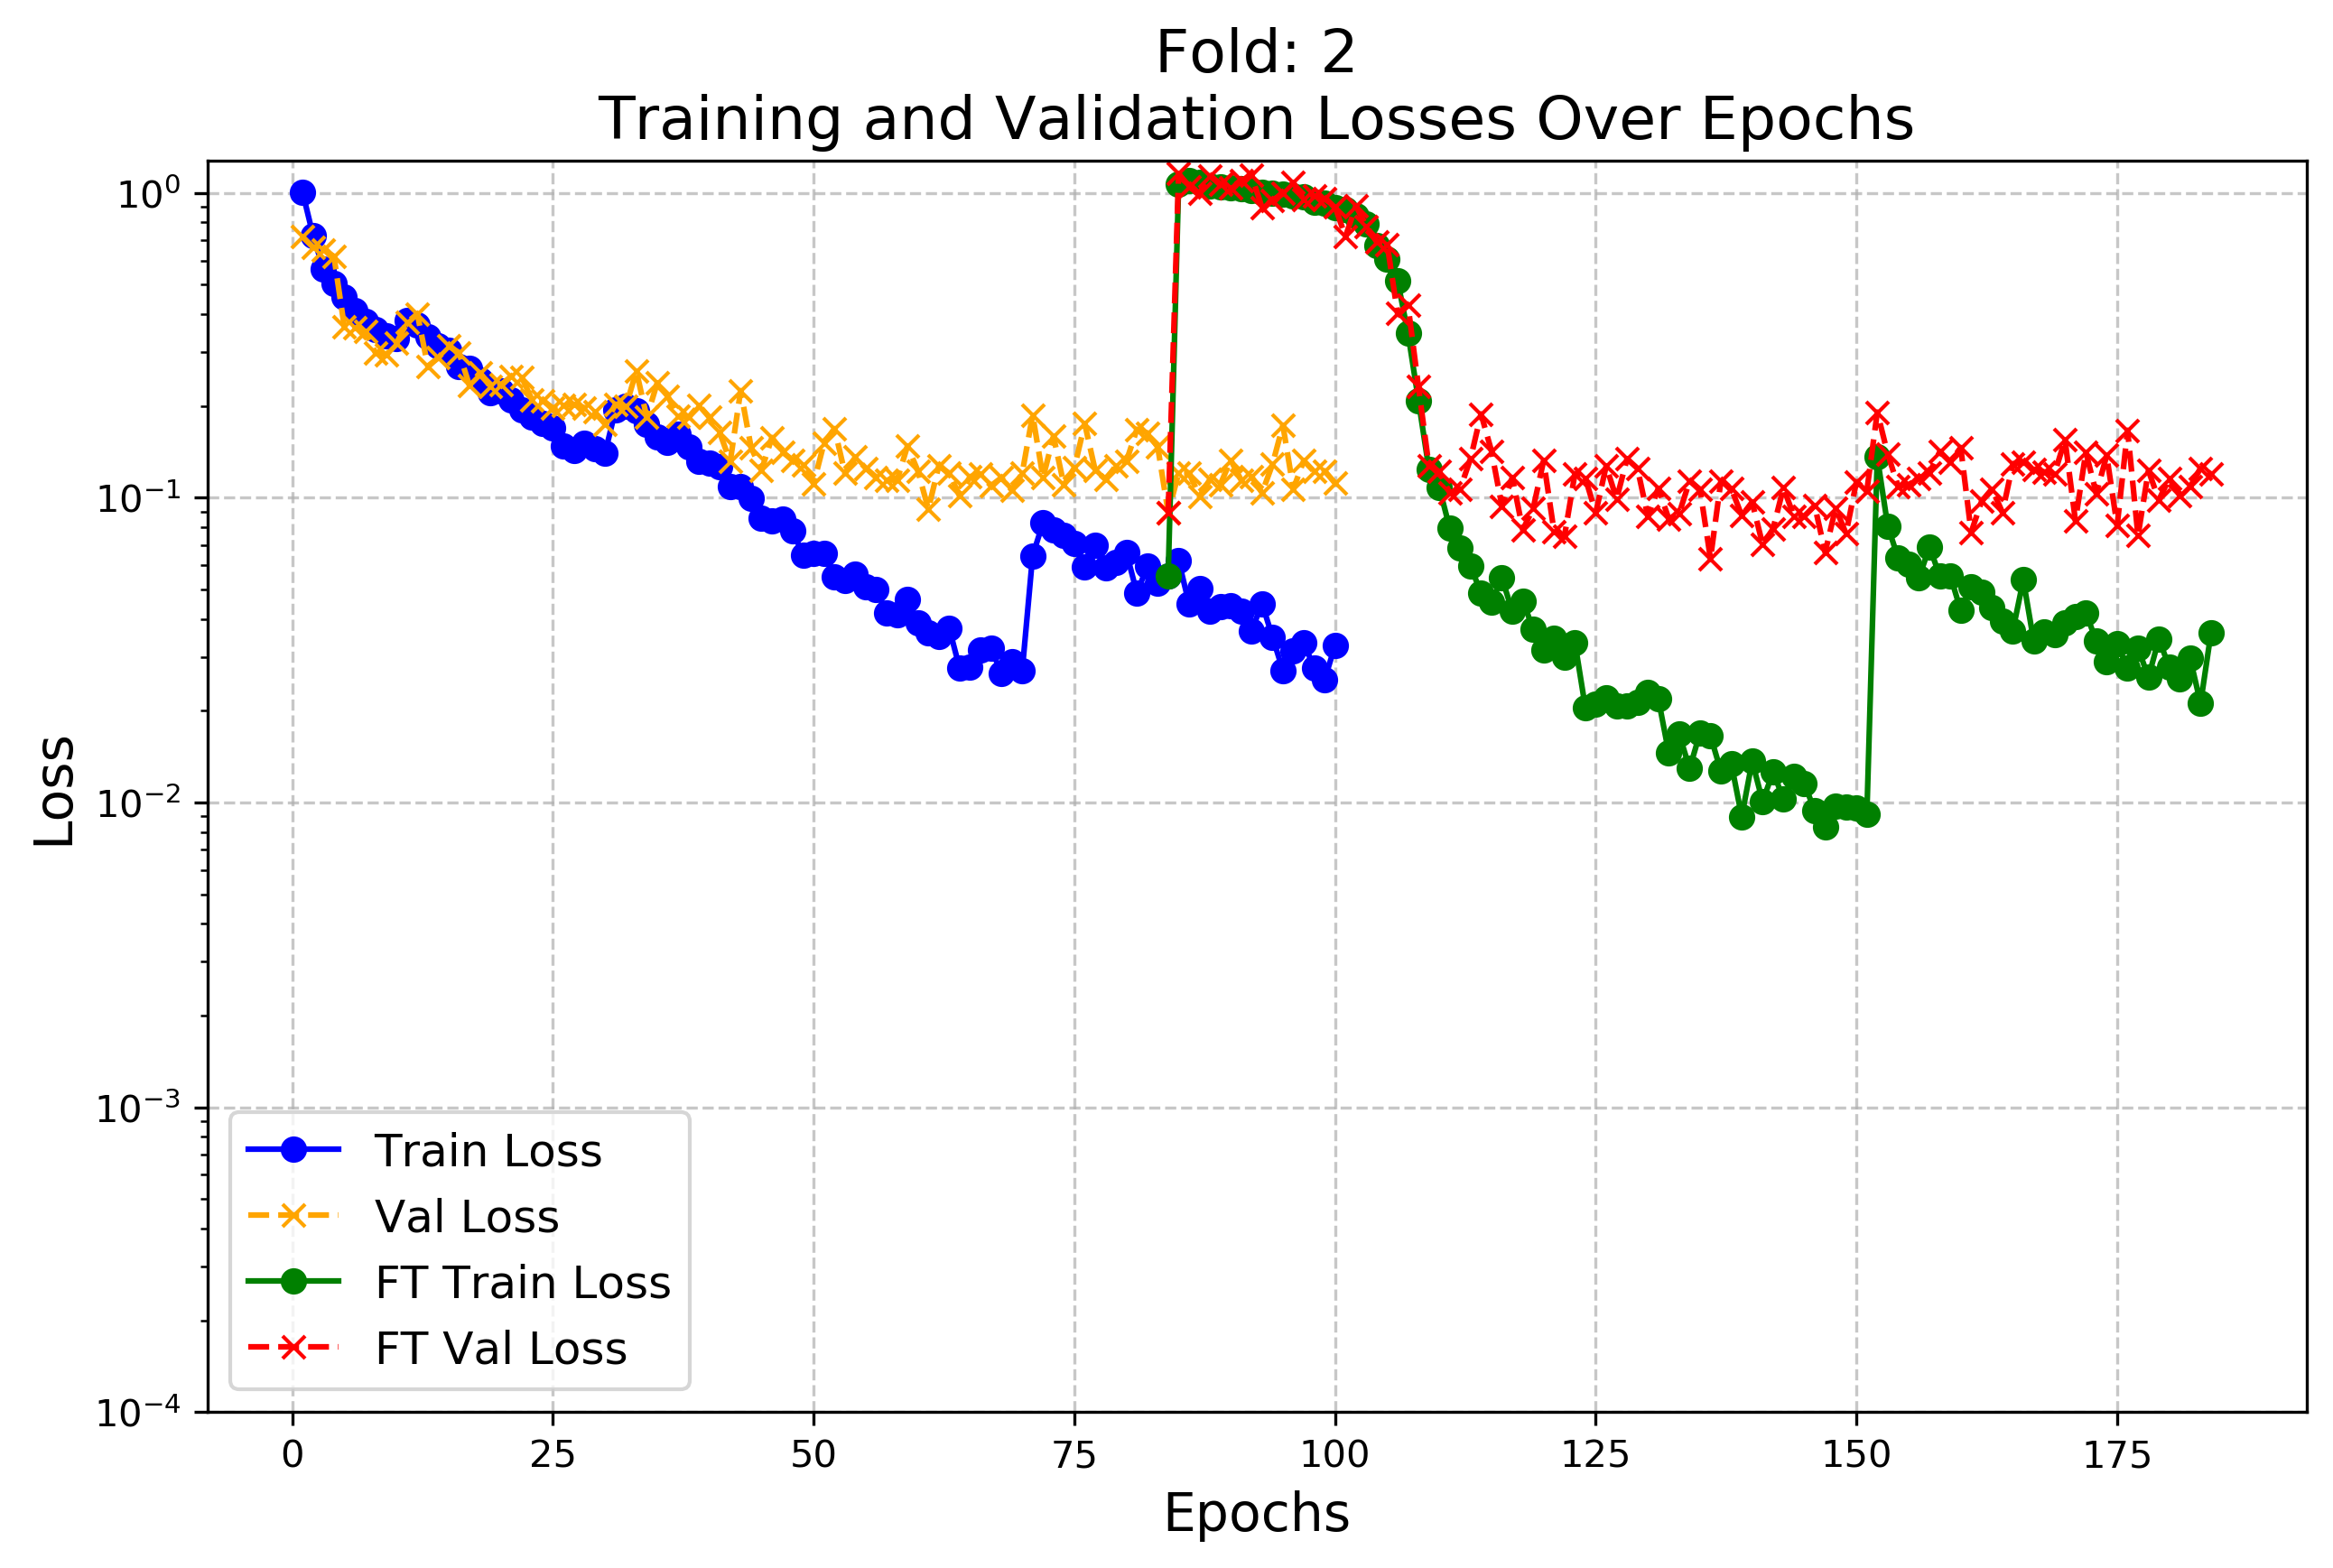 Fold: 2
Training and Validation Losses Over Epochs
Loss
10⁰
10⁻¹
10⁻²
10⁻³
10⁻⁴
Train Loss
Val Loss
FT Train Loss
FT Val Loss
0 25 50 75 100 125 150 175
Epochs